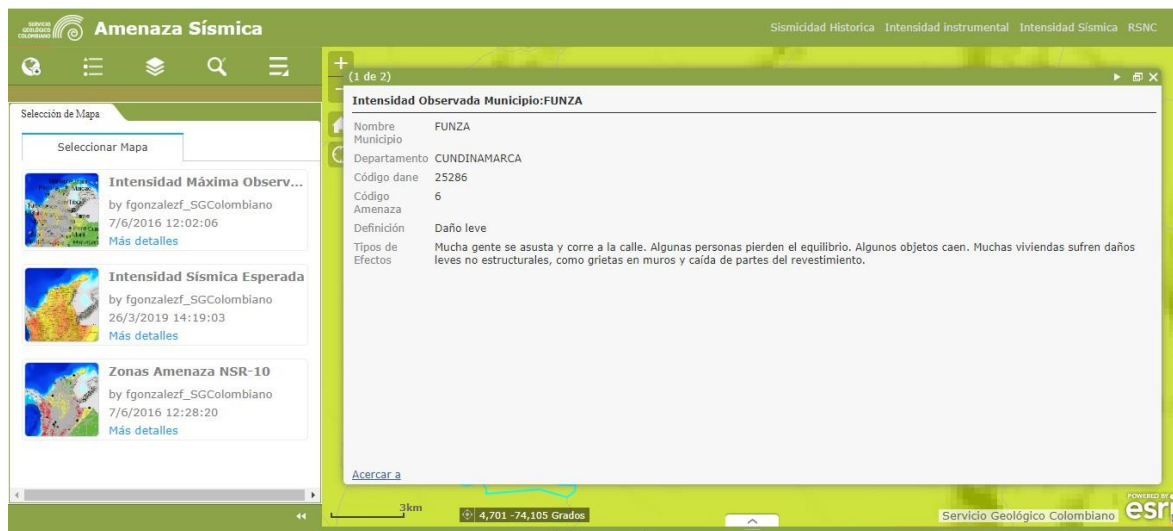 SERVICIO
GEOLÓGICO
COLOMBIANO
Amenaza Sísmica
Sismicidad Historica Intensidad instrumental Intensidad Sísmica RSNC
Selección de Mapa
Seleccionar Mapa
Intensidad Máxima Observ...
by fgonzalezf_SGColombiano
7/6/2016 12:02:06
Más detalles
Intensidad Sísmica Esperada
by fgonzalezf_SGColombiano
26/3/2019 14:19:03
Más detalles
Zonas Amenaza NSR-10
by fgonzalezf_SGColombiano
7/6/2016 12:28:20
Más detalles
(1 de 2)
Intensidad Observada Municipio:FUNZA
Nombre Municipio FUNZA
Departamento CUNDINAMARCA
Código dane 25286
Código Amenaza 6
Definición Daño leve
Tipos de Efectos Mucha gente se asusta y corre a la calle. Algunas personas pierden el equilibrio. Algunos objetos caen. Muchas viviendas sufren daños
leves no estructurales, como grietas en muros y caída de partes del revestimiento.
Acercar a
3km
4,701 -74,105 Grados
Servicio Geológico Colombiano
POWERED BY
esri